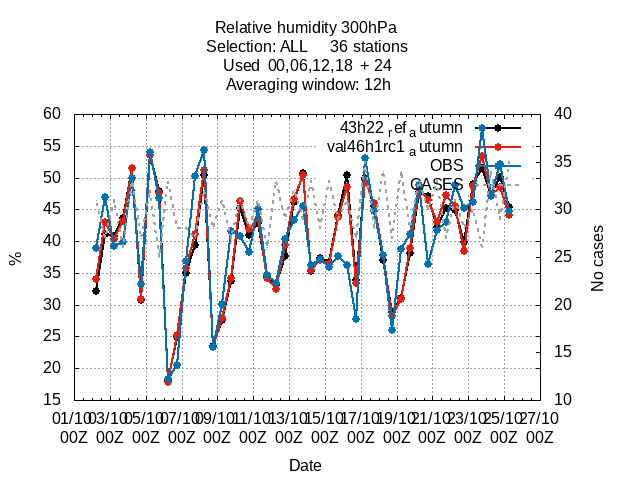 Relative humidity 300hPa
Selection: ALL 36 stations
Used 00,06,12,18 + 24
Averaging window: 12h
60
55
50
45
40
35
30
25
20
15
%
40
35
30
25
20
15
10
No cases
43h22_ref_autumn
val46h1rc1_autumn
OBS
CASES
01/10 03/10 05/10 07/10 09/10 11/10 13/10 15/10 17/10 19/10 21/10 23/10 25/10 27/10
00Z 00Z 00Z 00Z 00Z 00Z 00Z 00Z 00Z 00Z 00Z 00Z 00Z 00Z
Date